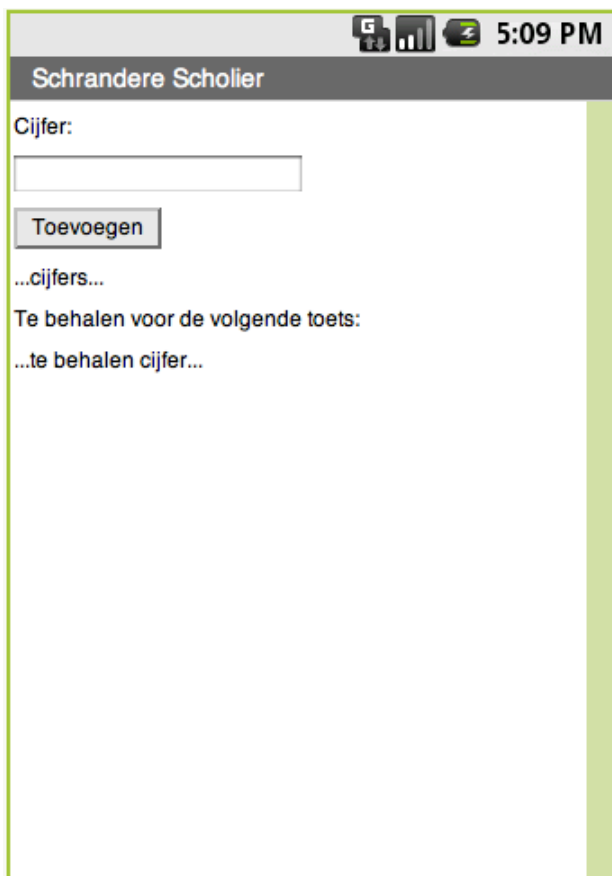 5:09 PM
Schrandere Scholier
Cijfer:
Toevoegen
...cijfers...
Te behalen voor de volgende toets:
...te behalen cijfer...